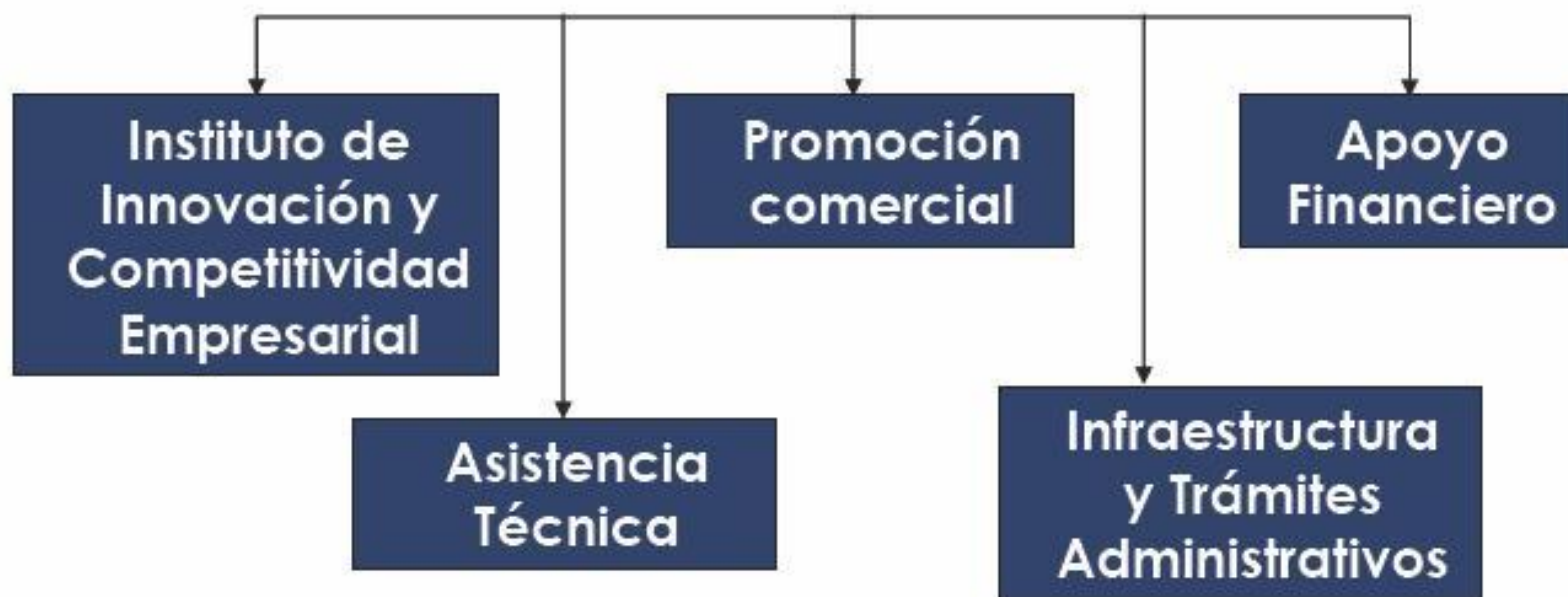 Instituto de
Innovación y
Competitividad
Empresarial
Asistencia
Técnica
Promoción
comercial
Infraestructura
y Trámites
Administrativos
Apoyo
Financiero